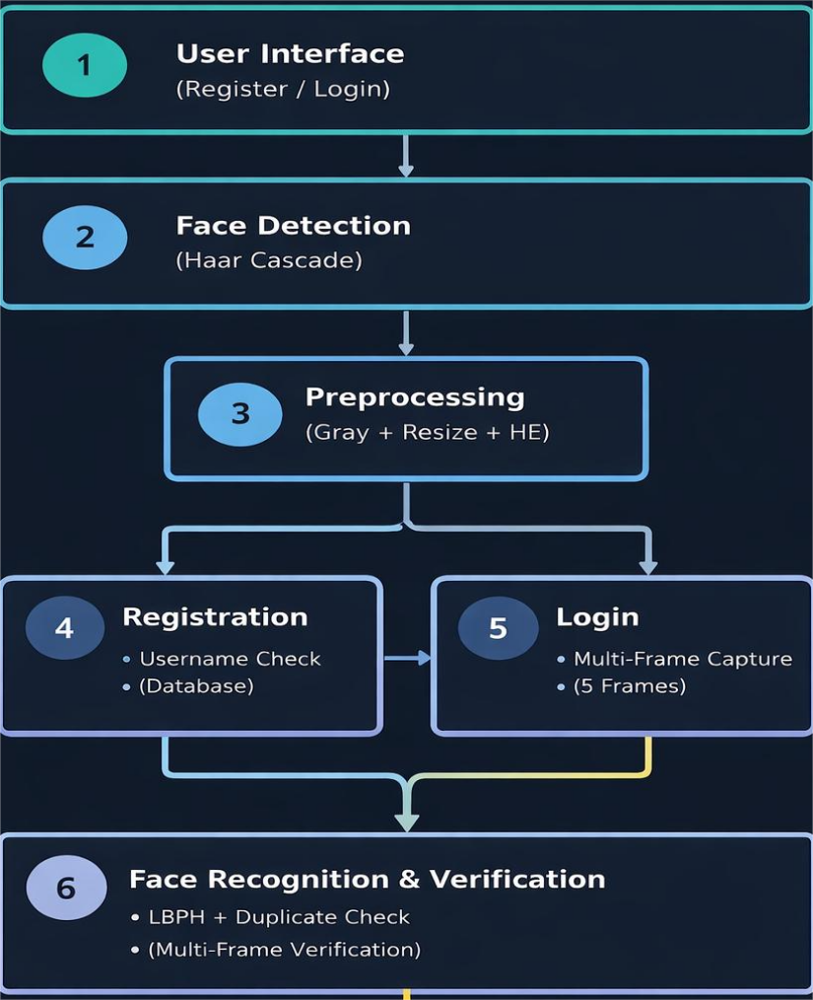 1
User Interface
(Register / Login)
2
Face Detection
(Haar Cascade)
3
Preprocessing
(Gray + Resize + HE)
4
Registration
• Username Check
• (Database)
5
Login
• Multi-Frame Capture
• (5 Frames)
6
Face Recognition & Verification
• LBPH + Duplicate Check
• (Multi-Frame Verification)